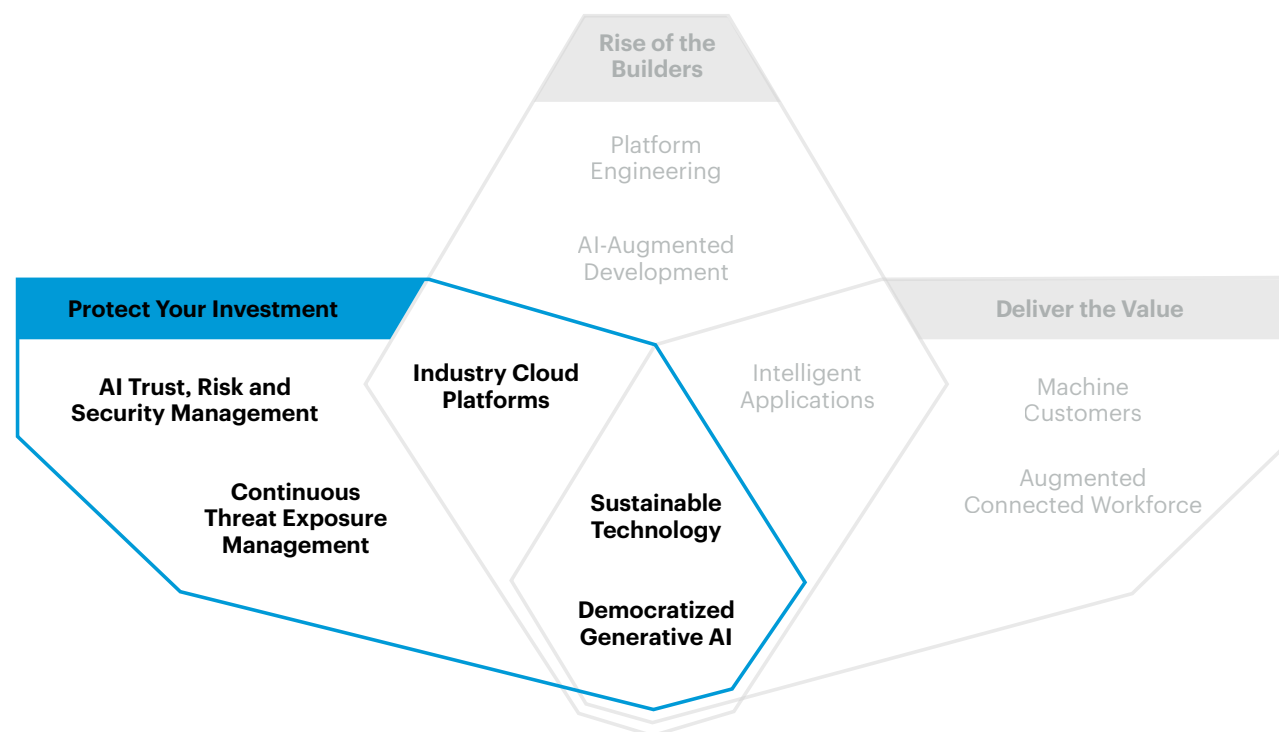 Rise of the
Builders
Platform
Engineering
AI-Augmented
Development
Protect Your Investment
AI Trust, Risk and
Security Management
Continuous
Threat Exposure
Management
Industry Cloud
Platforms
Sustainable
Technology
Democratized
Generative AI
Intelligent
Applications
Deliver the Value
Machine
Customers
Augmented
Connected Workforce